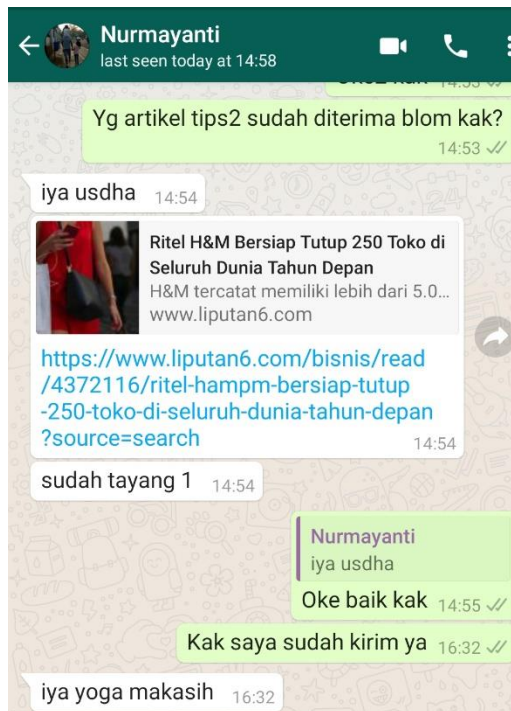 Nurmayanti
last seen today at 14:58
14:53
Yg artikel tips2 sudah diterima blom kak?
14:53
iya usdha 14:54
Ritel H&M Bersiap Tutup 250 Toko di
Seluruh Dunia Tahun Depan
H&M tercatat memiliki lebih dari 5.0...
www.liputan6.com
https://www.liputan6.com/bisnis/read
/4372116/ritel-hampm-bersiap-tutup
-250-toko-di-seluruh-dunia-tahun-depan
?source=search
14:54
sudah tayang 1 14:54
Nurmayanti
iya usdha
Oke baik kak 14:55
Kak saya sudah kirim ya 16:32
iya yoga makasih 16:32